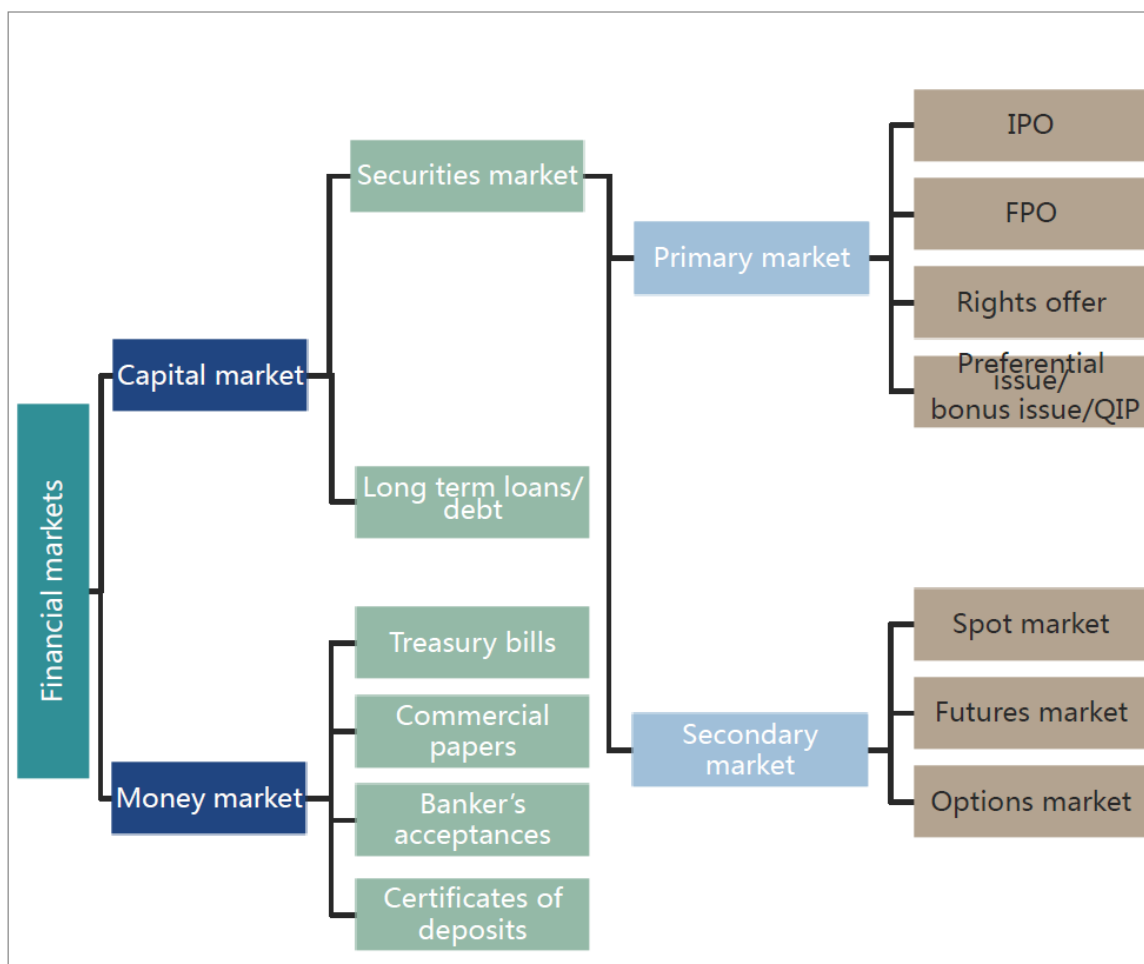 Financial markets
Capital market
Money market
Securities market
Long term loans/
debt
Treasury bills
Commercial
papers
Banker’s
acceptances
Certificates of
deposits
Primary market
Secondary
market
IPO
FPO
Rights offer
Preferential
issue/
bonus issue/QIP
Spot market
Futures market
Options market